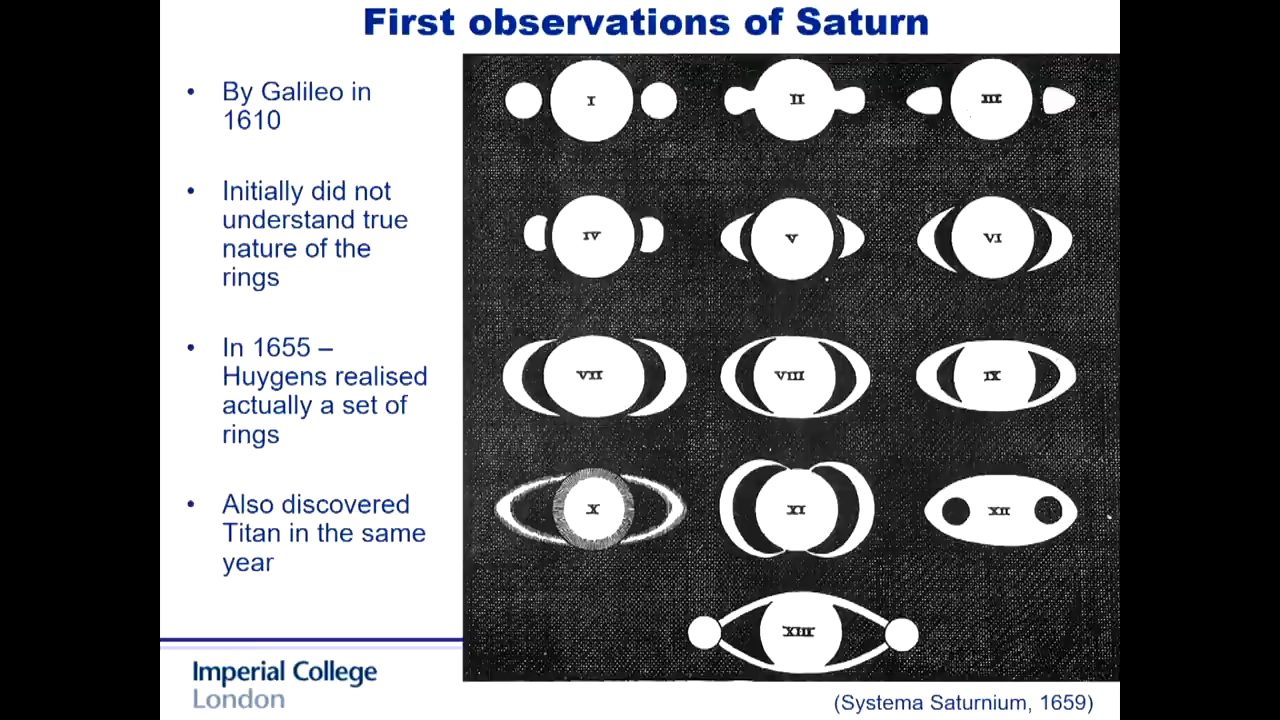 First observations of Saturn
• By Galileo in
1610
• Initially did not
understand true
nature of the
rings
• In 1655 –
Huygens realised
actually a set of
rings
• Also discovered
Titan in the same
year
I II III
IV V VI
VII VIII IX
X XI XII
XIII
Imperial College
London
(Systema Saturnium, 1659)